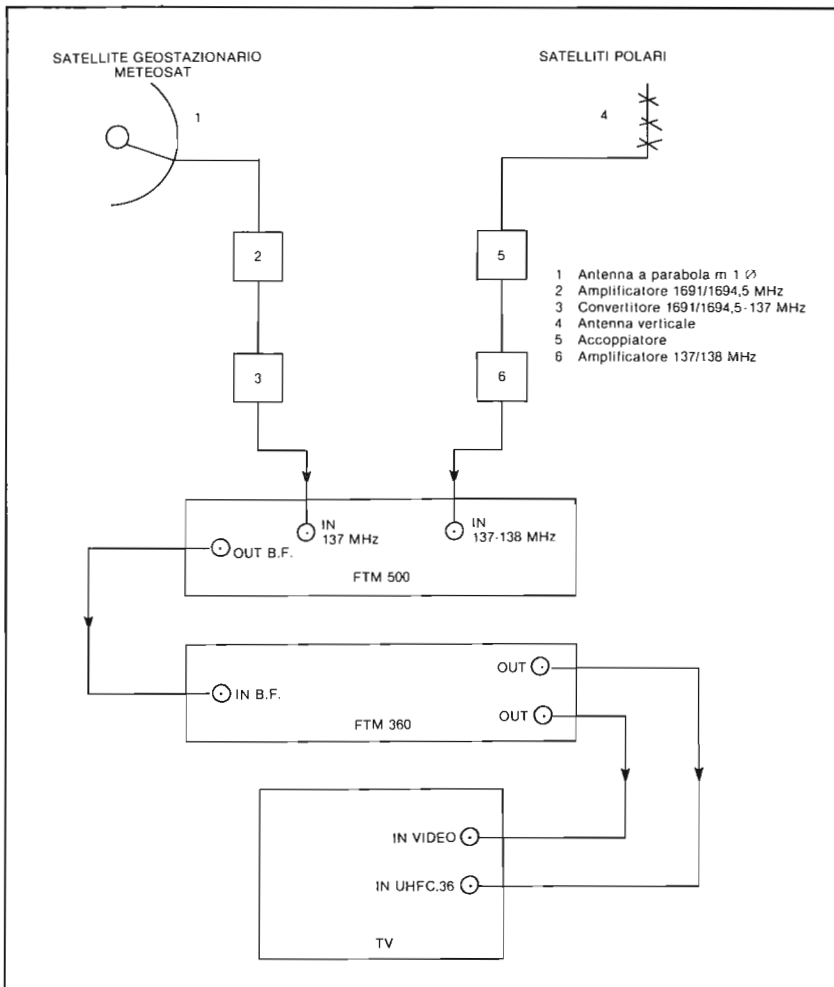 SATELLITE GEOSTAZIONARIO
METEOSAT
SATELLITI POLARI
1
4
2
5
1 Antenna a parabola m 1 Ø
2 Amplificatore 1691/1694,5 MHz
3 Convertitore 1691/1694,5-137 MHz
4 Antenna verticale
5 Accoppiatore
6 Amplificatore 137/138 MHz
3
6
IN
137 MHz
IN
137-138 MHz
OUT B.F.
FTM 500
OUT
IN B.F.
OUT
FTM 360
IN VIDEO
IN UHFC.36
TV